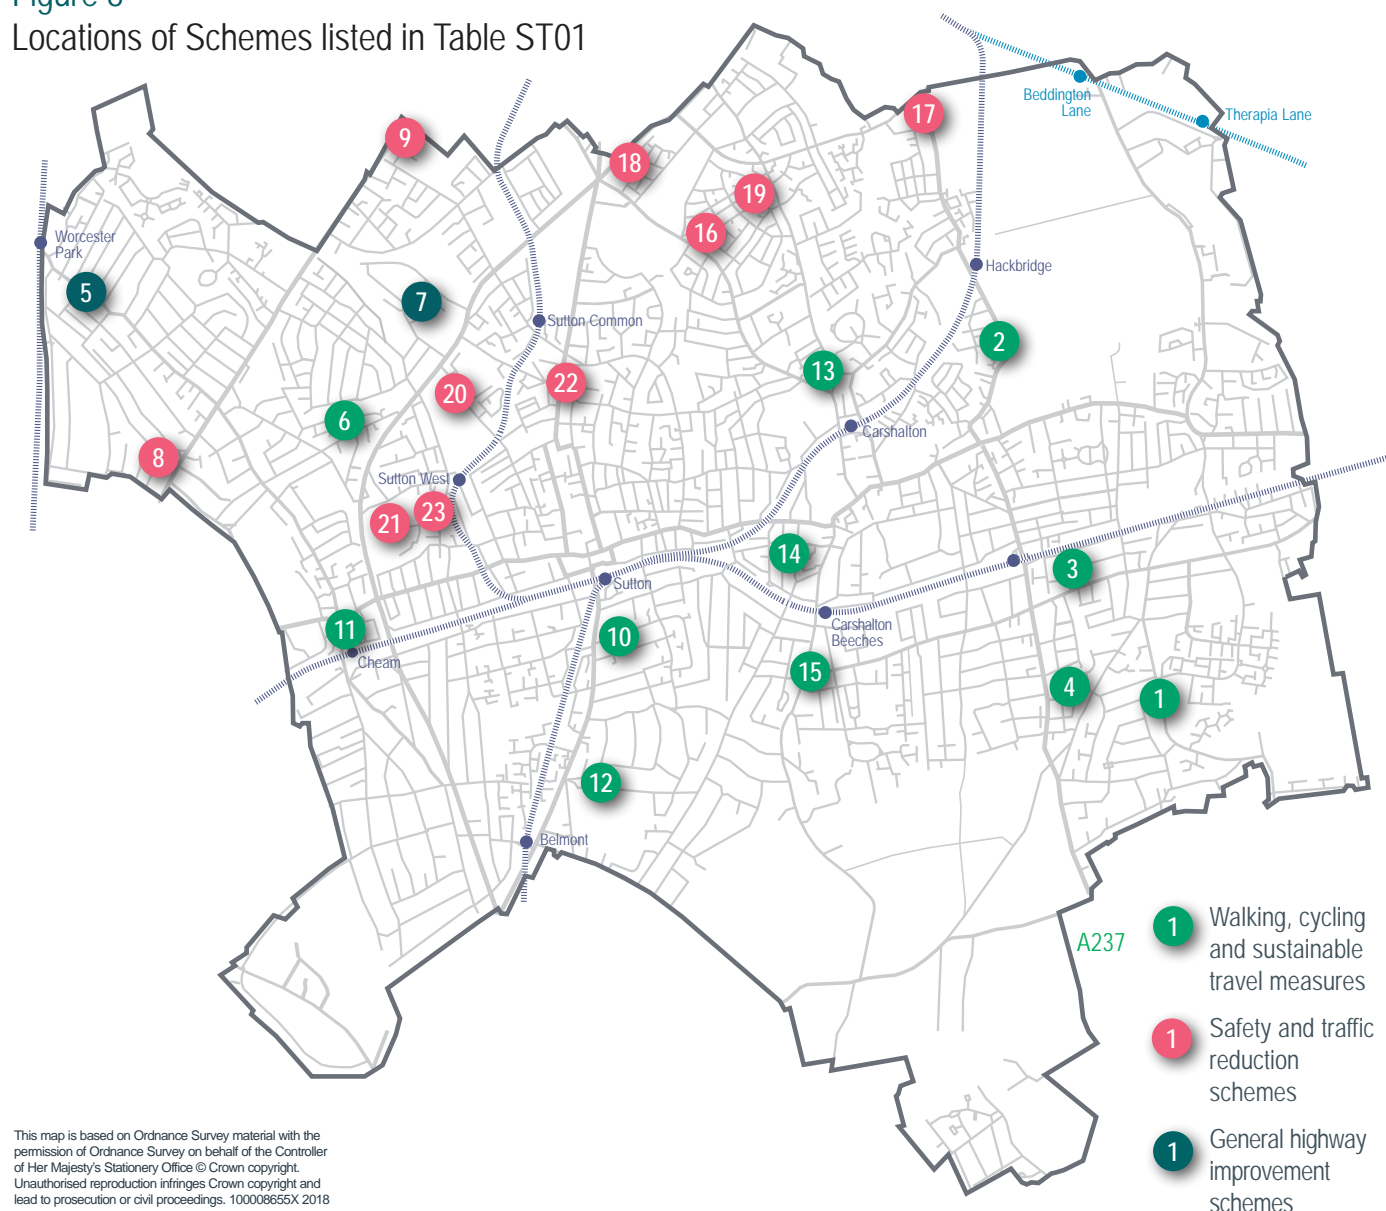 Figure 6
Locations of Schemes listed in Table ST01
17
Beddington
Lane
Therapia Lane
9
18
19
16
Worcester
Park
Hackbridge
5
7
Sutton Common
2
13
22
20
6
Carshalton
8
Sutton West
23
21
14
3
Sutton
11
10
Carshalton
Beeches
Cheam
15
4
1
12
Belmont
A237
1
Walking, cycling
and sustainable
travel measures
1
Safety and traffic
reduction
schemes
1
General highway
improvement
schemes
This map is based on Ordnance Survey material with the
permission of Ordnance Survey on behalf of the Controller
of Her Majesty's Stationery Office © Crown copyright.
Unauthorised reproduction infringes Crown copyright and
lead to prosecution or civil proceedings. 100008655X 2018